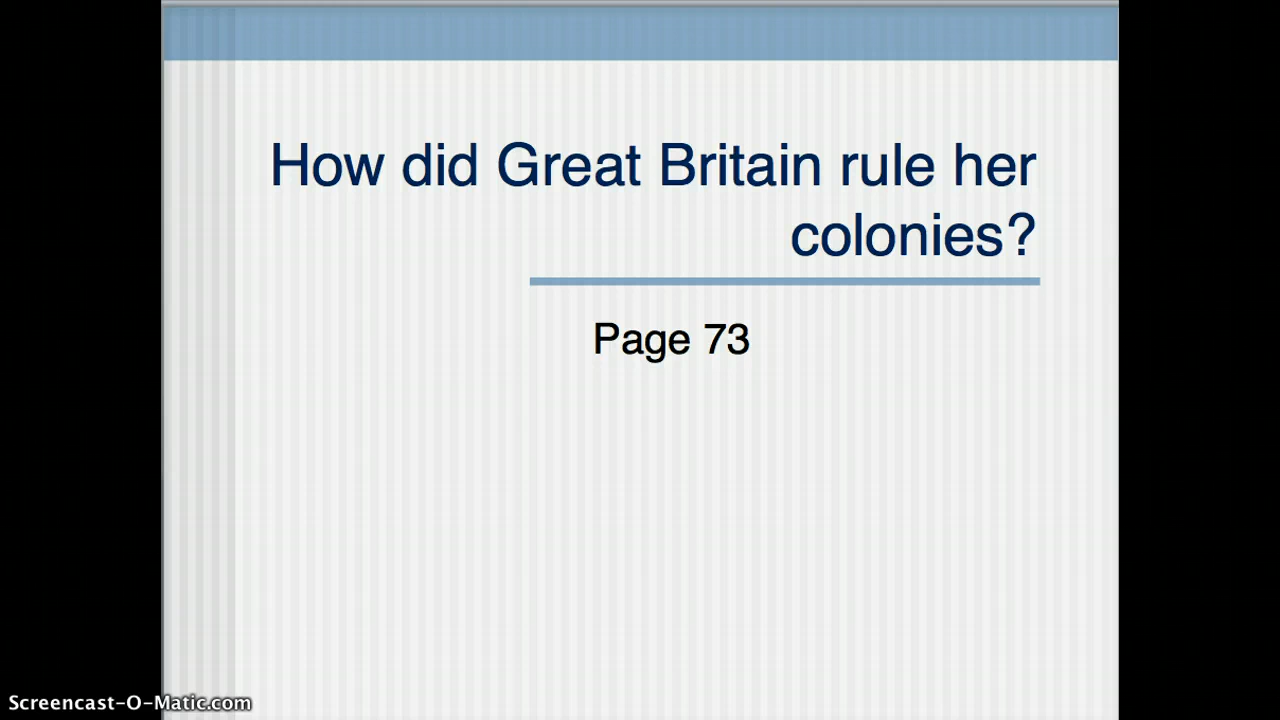 How did Great Britain rule her
colonies?
Page 73
Screencast-O-Matic.com